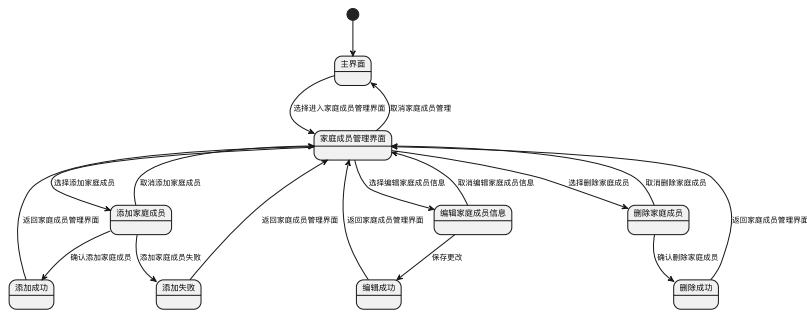 主界面
选择进入家庭成员管理界面
取消家庭成员管理
家庭成员管理界面
选择添加家庭成员
取消添加家庭成员
选择编辑家庭成员信息
取消编辑家庭成员信息
选择删除家庭成员
取消删除家庭成员
添加家庭成员
编辑家庭成员信息
删除家庭成员
返回家庭成员管理界面
返回家庭成员管理界面
返回家庭成员管理界面
返回家庭成员管理界面
确认添加家庭成员
添加家庭成员失败
保存更改
确认删除家庭成员
添加成功
添加失败
编辑成功
删除成功